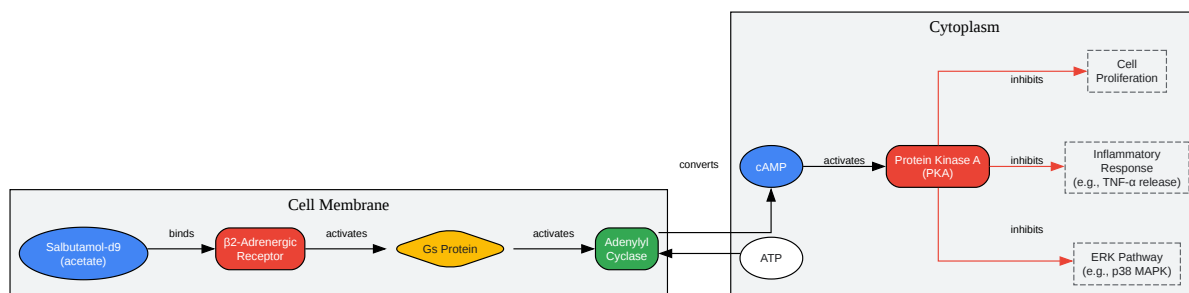 Cytoplasm
Cell
Proliferation
inhibits
converts
cAMP
activates
Protein Kinase A
(PKA)
inhibits
Inflammatory
Response
(e.g., TNF-α release)
Cell Membrane
Salbutamol-d9
(acetate)
binds
β2-Adrenergic
Receptor
activates
Gs Protein
activates
Adenylyl
Cyclase
ATP
inhibits
ERK Pathway
(e.g., p38 MAPK)